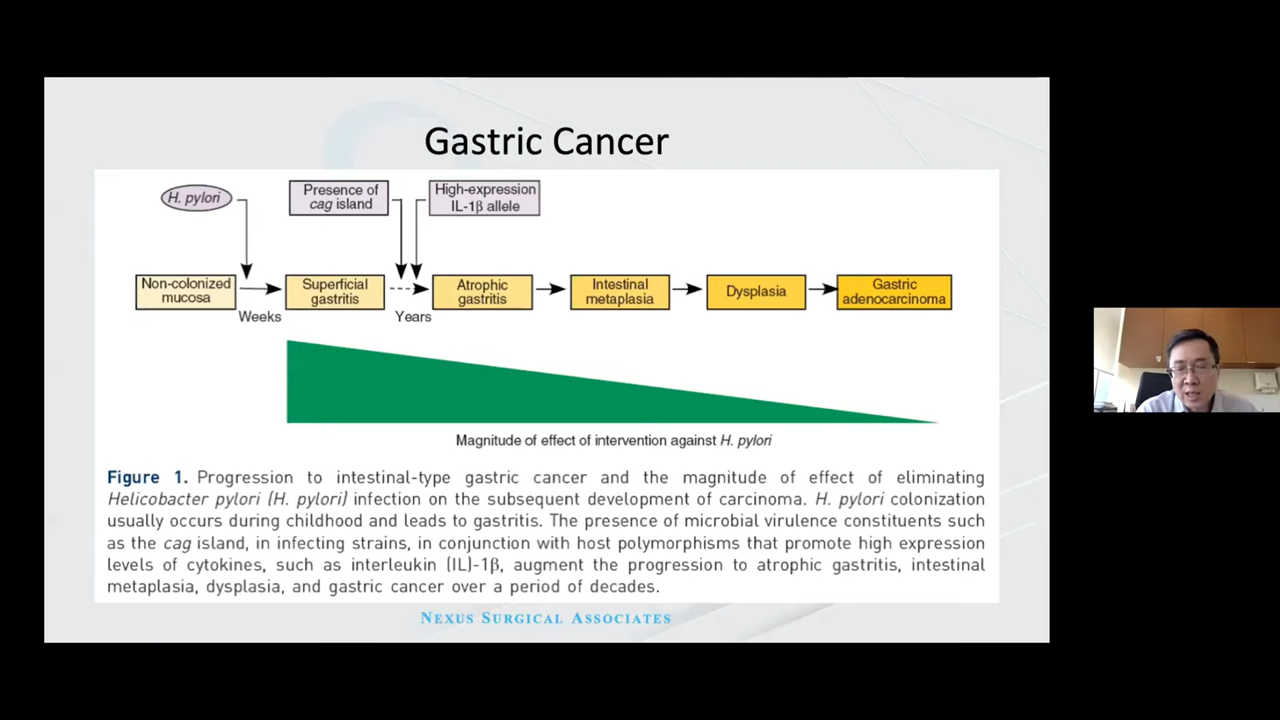 Gastric Cancer
H. pylori
Presence of
cag island
High-expression
IL-1β allele
Non-colonized
mucosa
Superficial
gastritis
Atrophic
gastritis
Intestinal
metaplasia
Dysplasia
Gastric
adenocarcinoma
Weeks
Years
Magnitude of effect of intervention against H. pylori
Figure 1. Progression to intestinal-type gastric cancer and the magnitude of effect of eliminating
Helicobacter pylori (H. pylori) infection on the subsequent development of carcinoma. H. pylori colonization
usually occurs during childhood and leads to gastritis. The presence of microbial virulence constituents such
as the cag island, in infecting strains, in conjunction with host polymorphisms that promote high expression
levels of cytokines, such as interleukin (IL)-1β, augment the progression to atrophic gastritis, intestinal
metaplasia, dysplasia, and gastric cancer over a period of decades.
NEXUS SURGICAL ASSOCIATES